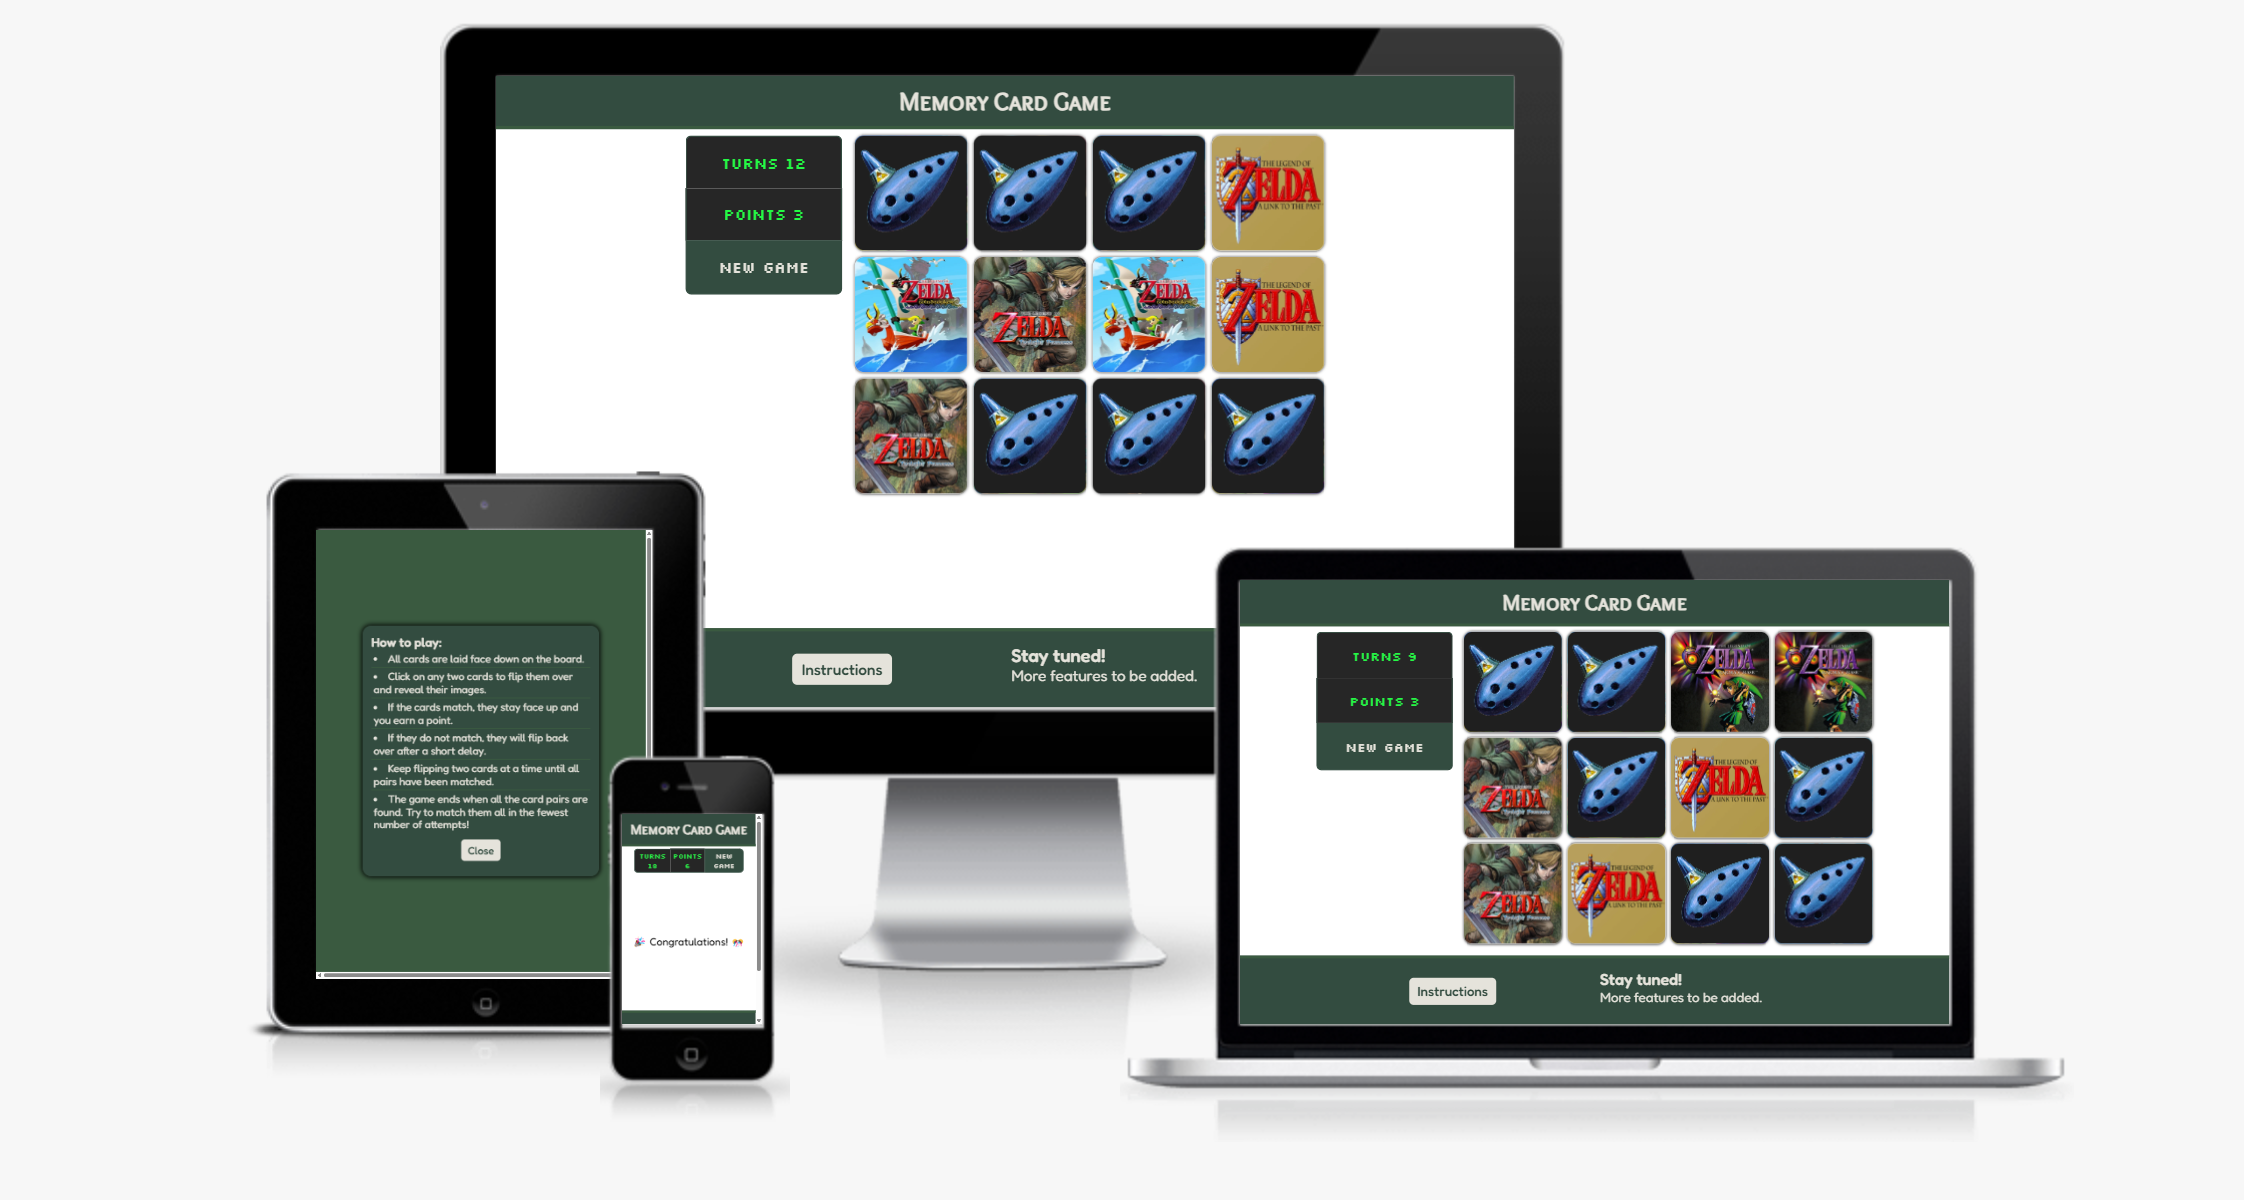 MEMORY CARD GAME
TURNS 12
POINTS 3
NEW GAME
THE LEGEND OF
ZELDA
A LINK TO THE PAST
ZELDA
ZELDA
ZELDA
THE LEGEND OF
ZELDA
A LINK TO THE PAST
ZELDA
Instructions
Stay tuned!
More features to be added.
How to play:
• All cards are laid face down on the board.
• Click on any two cards to flip them over
and reveal their images.
• If the cards match, they stay face up and
you earn a point.
• If they do not match, they will flip back
over after a short delay.
• Keep flipping two cards at a time until all
pairs have been matched.
• The game ends when all the card pairs are
found. Try to match them all in the fewest
number of attempts!
Close
MEMORY CARD GAME
TURNS
18
POINTS
6
NEW
GAME
🎉 Congratulations! 🎊
MEMORY CARD GAME
TURNS 9
POINTS 3
NEW GAME
ZELDA
ZELDA
ZELDA
THE LEGEND OF
ZELDA
A LINK TO THE PAST
ZELDA
THE LEGEND OF
ZELDA
A LINK TO THE PAST
Instructions
Stay tuned!
More features to be added.